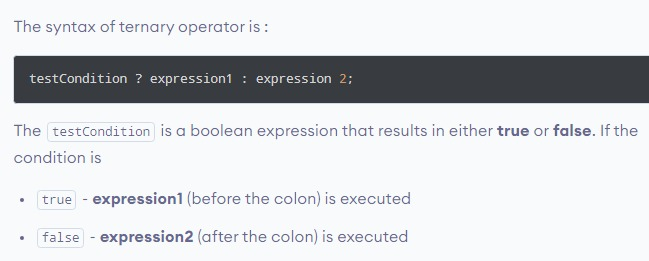 The syntax of ternary operator is :
testCondition ? expression1 : expression 2;
The testCondition is a boolean expression that results in either true or false. If the
condition is
• true - expression1 (before the colon) is executed
• false - expression2 (after the colon) is executed